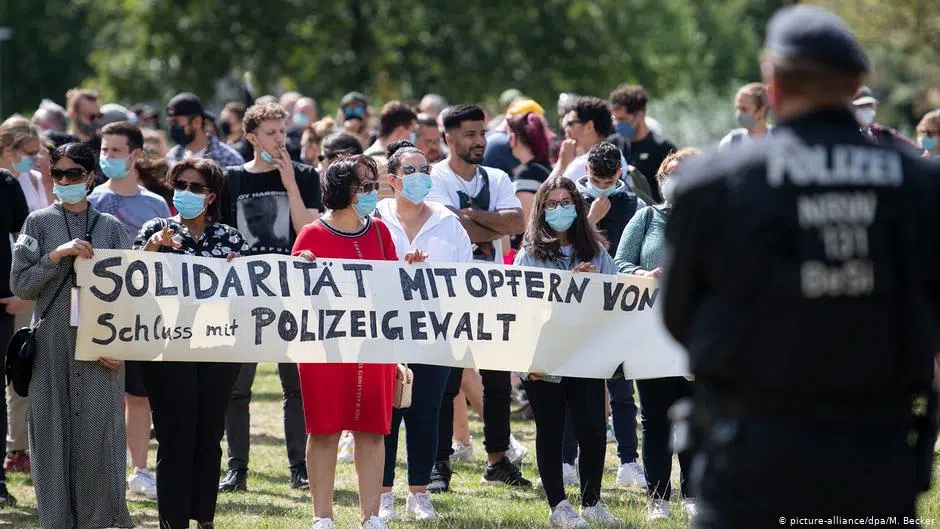 SOLIDARITÄT MIT OPFERN VON
Schluss mit POLIZEIGEWALT
POLIZEI
NRW
131
BeSi
© picture-alliance/dpa/M. Becker